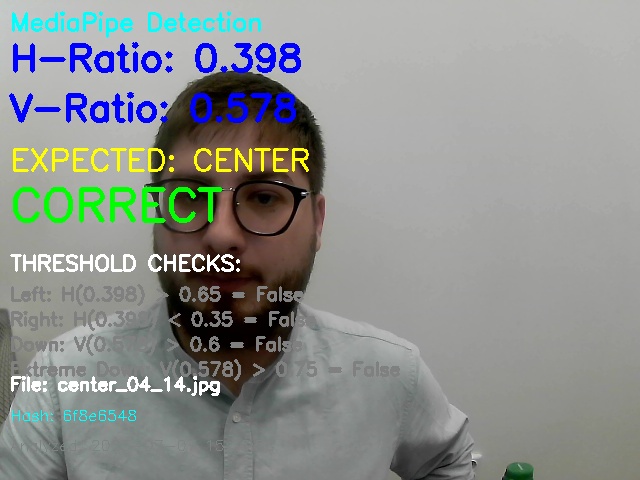 MediaPipe Detection
H-Ratio: 0.398
V-Ratio: 0.578
EXPECTED: CENTER
CORRECT
THRESHOLD CHECKS:
Left: H(0.398) > 0.65 = False
Right: H(0.398) < 0.35 = False
Down: V(0.578) > 0.6 = False
Extreme Down: V(0.578) > 0.75 = False
File: center_04_14.jpg
Hash: 6f8e6548